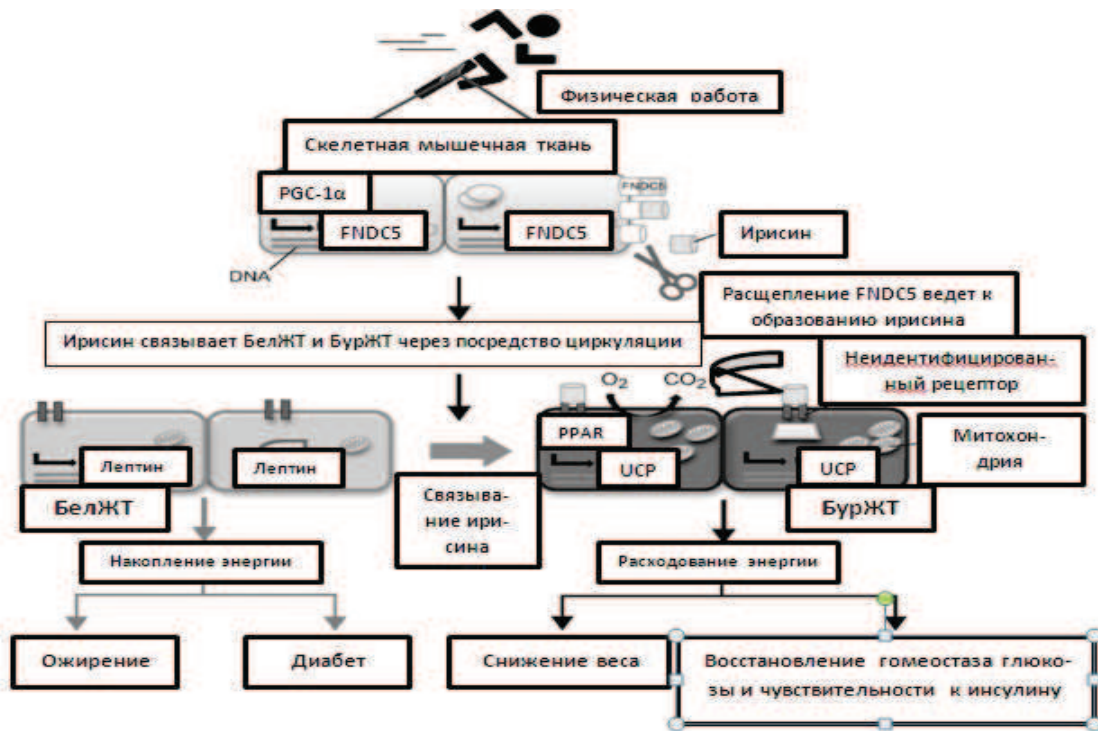 Физическая работа
Скелетная мышечная ткань
PGC-1α
FNDC5
FNDC5
FNDC5
DNA
Ирисин
Расщепление FNDC5 ведет к
образованию ирисина
Ирисин связывает БелЖТ и БурЖТ через посредство циркуляции
Неидентифицирован-
ный рецептор
O2
CO2
PPAR
Лептин
Лептин
UCP
UCP
Митохон-
дрия
БелЖТ
Связыва-
ние ири-
сина
БурЖТ
Накопление энергии
Расходование энергии
Ожирение
Диабет
Снижение веса
Восстановление гомеостаза глюко-
зы и чувствительности к инсулину